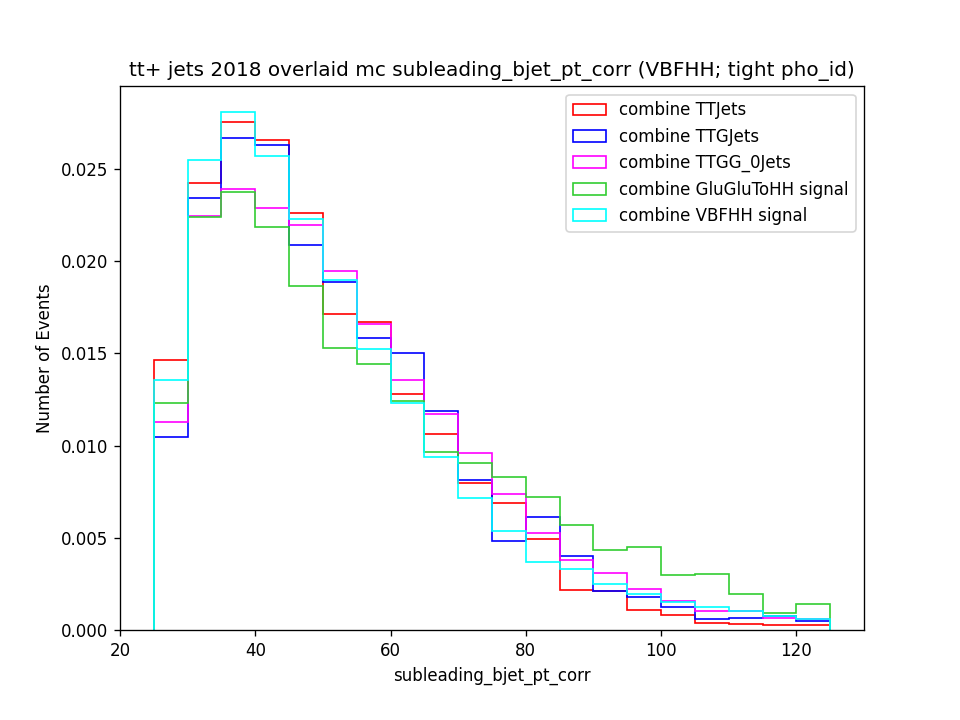 tt+ jets 2018 overlaid mc subleading_bjet_pt_corr (VBFHH; tight pho_id)
combine TTJets
combine TTGJets
combine TTGG_0Jets
combine GluGluToHH signal
combine VBFHH signal
Number of Events
0.025
0.020
0.015
0.010
0.005
0.000
20 40 60 80 100 120
subleading_bjet_pt_corr